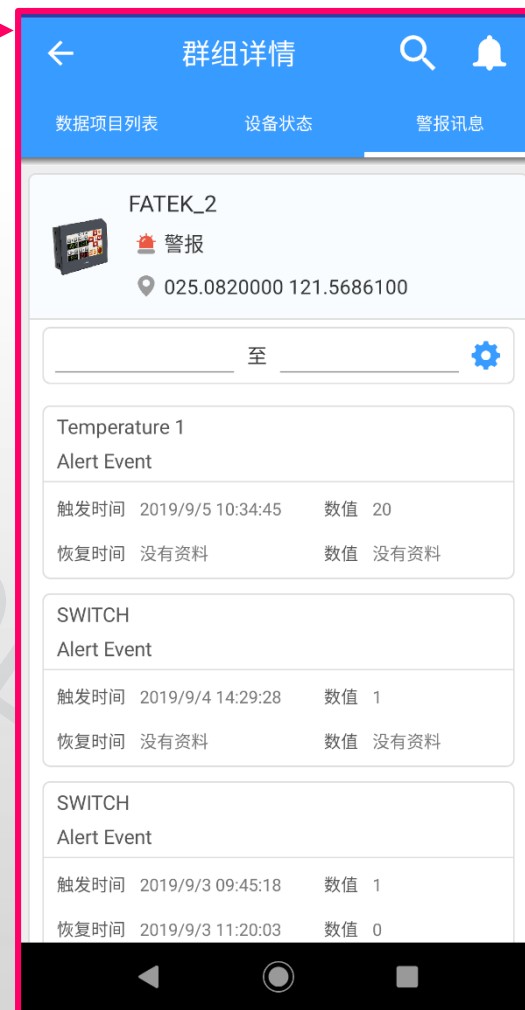 群组详情
数据项目列表 设备状态 警报讯息
FATEK_2
警报
025.0820000 121.5686100
至
Temperature 1
Alert Event
触发时间 2019/9/5 10:34:45 数值 20
恢复时间 没有资料 数值 没有资料
SWITCH
Alert Event
触发时间 2019/9/4 14:29:28 数值 1
恢复时间 没有资料 数值 没有资料
SWITCH
Alert Event
触发时间 2019/9/3 09:45:18 数值 1
恢复时间 2019/9/3 11:20:03 数值 0